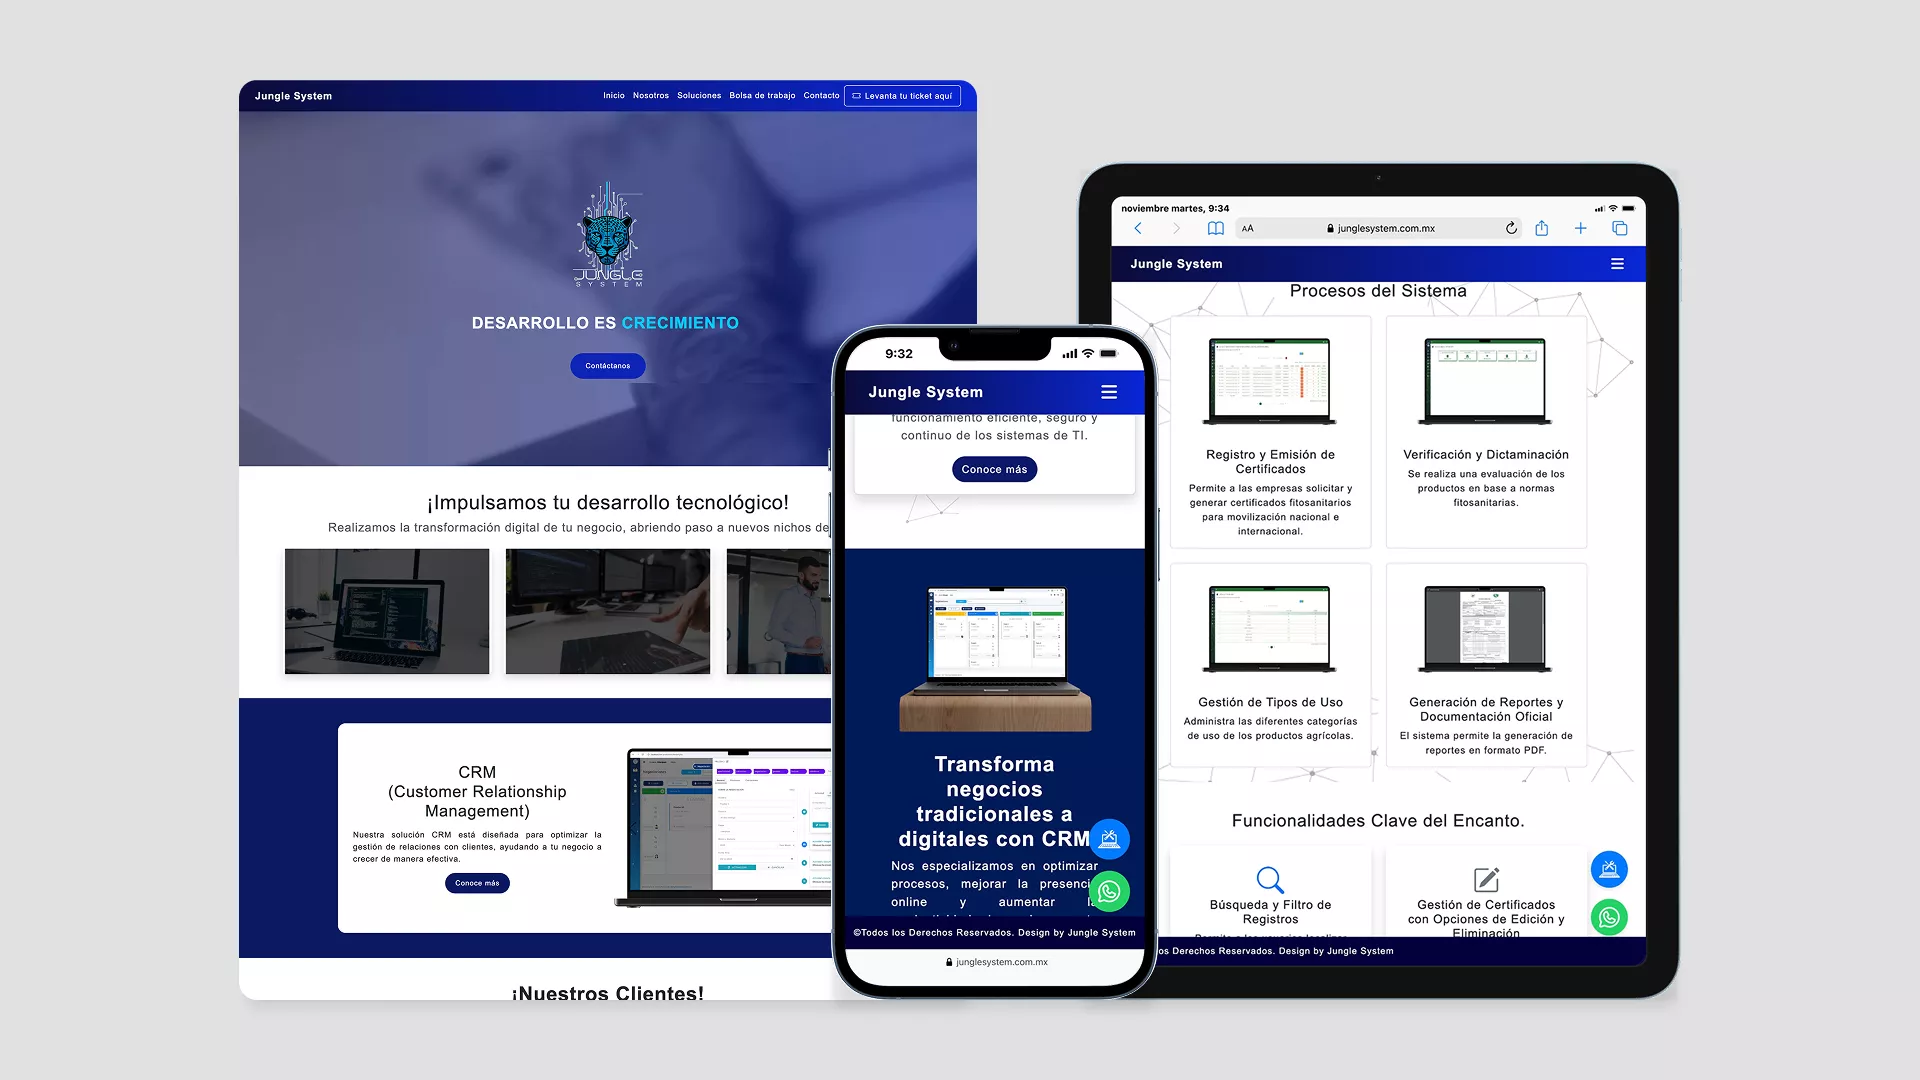 Jungle System
Inicio
Nosotros
Soluciones
Bolsa de trabajo
Contacto
Levanta tu ticket aquí
JUNGLE
SYSTEM
DESARROLLO ES CRECIMIENTO
Contáctanos
¡Impulsamos tu desarrollo tecnológico!
Realizamos la transformación digital de tu negocio, abriendo paso a nuevos nichos de
CRM
(Customer Relationship
Management)
Nuestra solución CRM está diseñada para optimizar la
gestión de relaciones con clientes, ayudando a tu negocio a
crecer de manera efectiva.
Conoce más
¡Nuestros Clientes!
9:32
Jungle System
funcionamiento eficiente, seguro y
continuo de los sistemas de TI.
Conoce más
Transforma
negocios
tradicionales a
digitales con CRM
Nos especializamos en optimizar
procesos, mejorar la presenci
online y aumentar l
©Todos los Derechos Reservados. Design by Jungle System
junglesystem.com.mx
noviembre martes, 9:34
AA
junglesystem.com.mx
Jungle System
Procesos del Sistema
Registro y Emisión de
Certificados
Permite a las empresas solicitar y
generar certificados fitosanitarios
para movilización nacional e
internacional.
Verificación y Dictaminación
Se realiza una evaluación de los
productos en base a normas
fitosanitarias.
Gestión de Tipos de Uso
Administra las diferentes categorías
de uso de los productos agrícolas.
Generación de Reportes y
Documentación Oficial
El sistema permite la generación de
reportes en formato PDF.
Funcionalidades Clave del Encanto.
Búsqueda y Filtro de
Registros
Gestión de Certificados
con Opciones de Edición y
Eliminación
os Derechos Reservados. Design by Jungle System